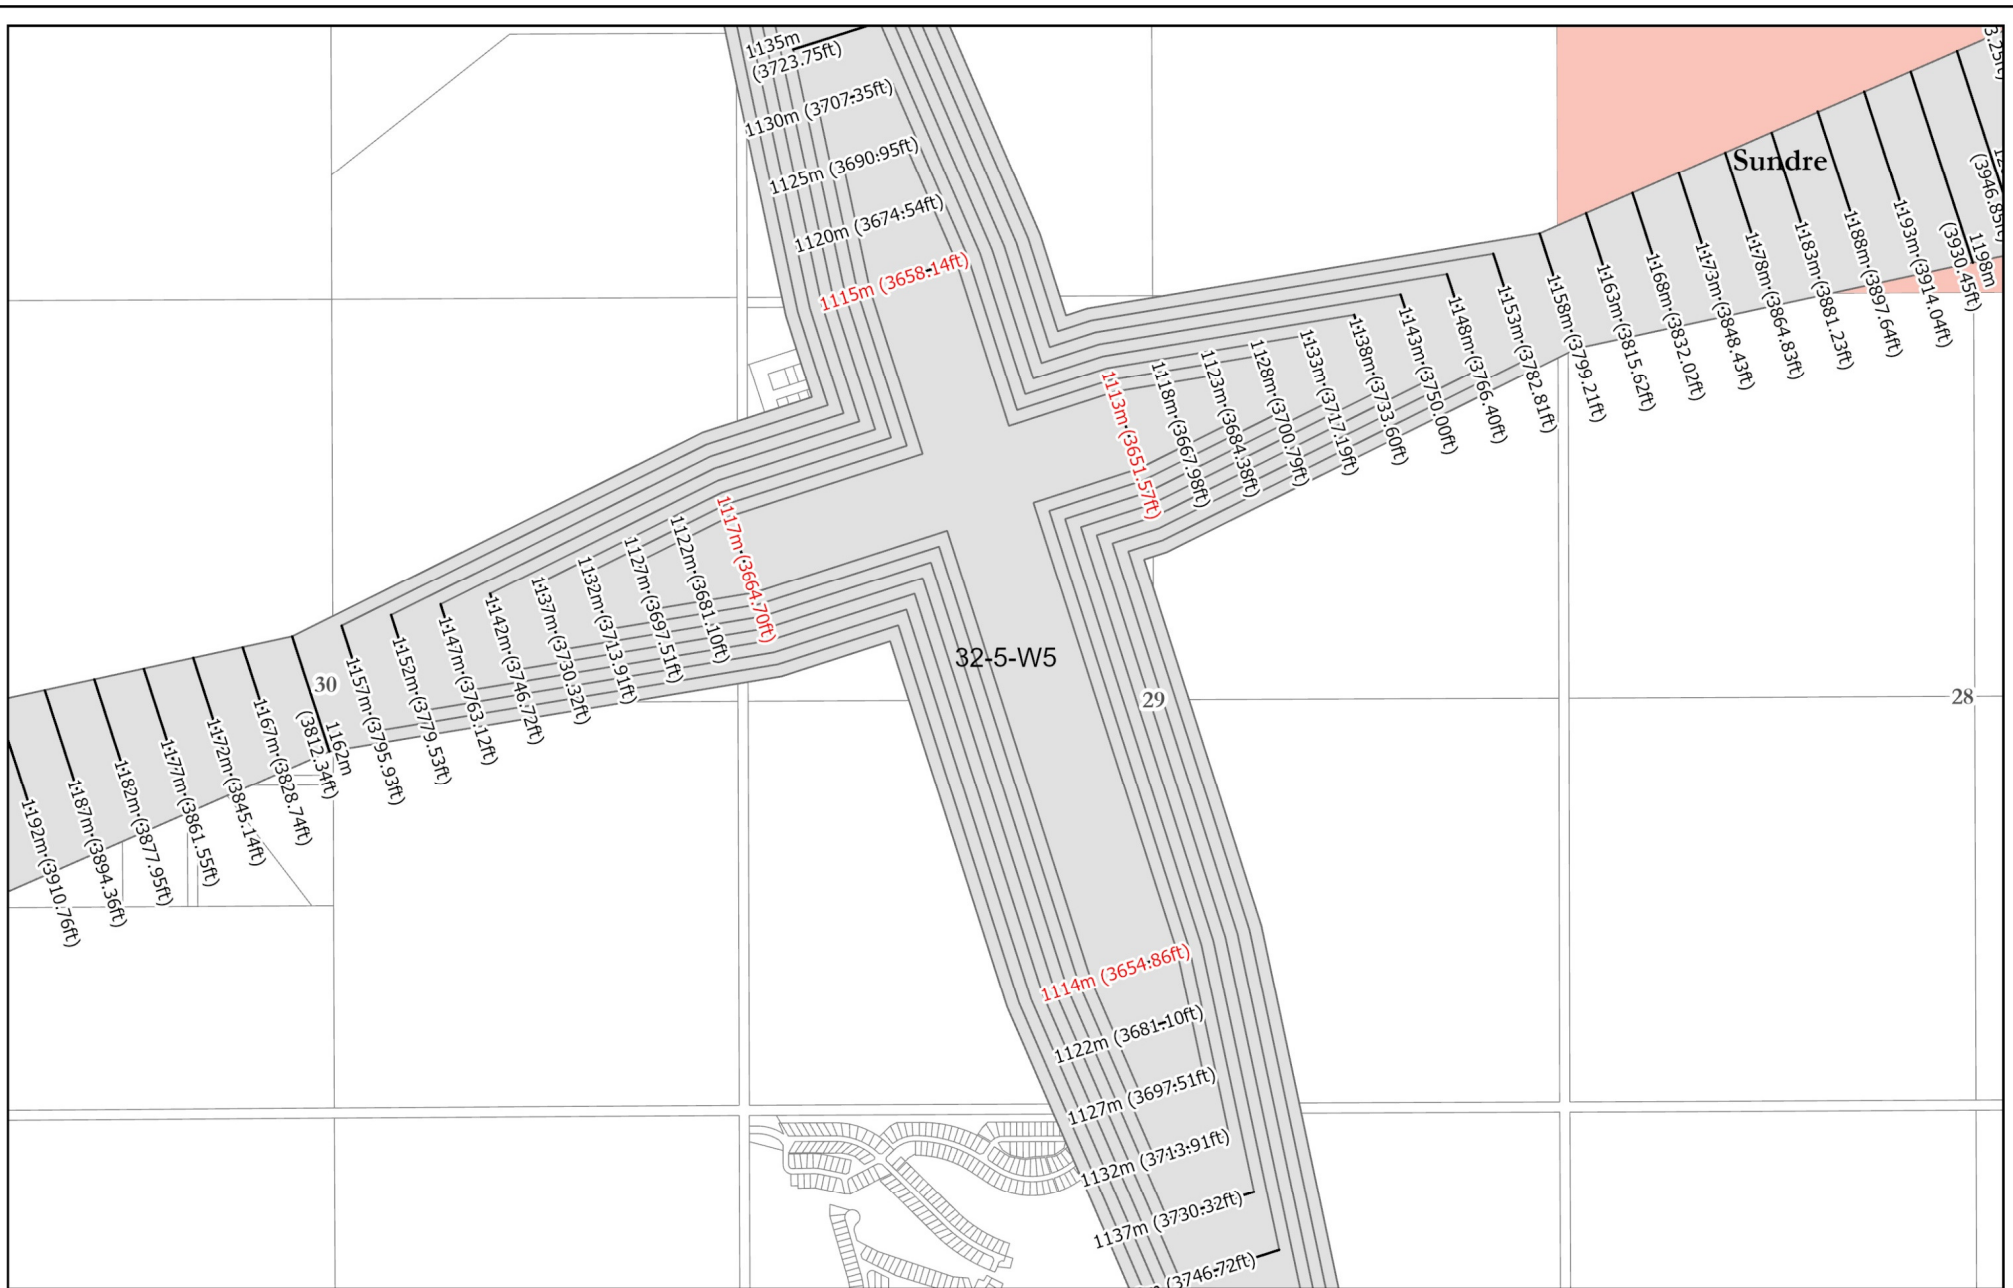 1135m
(3723.75ft)
1130m (3707.35ft)
1125m (3690.95ft)
1120m (3674.54ft)
1115m (3658.14ft)
Sundre
3.25ft)
(3946.85ft)
1198m
(3930.45ft)
1193m (3914.04ft)
1188m (3897.64ft)
1183m (3881.23ft)
1178m (3864.83ft)
1173m (3848.43ft)
1168m (3832.02ft)
1163m (3815.62ft)
1158m (3799.21ft)
1153m (3782.81ft)
1148m (3766.40ft)
1143m (3750.00ft)
1138m (3733.60ft)
1133m (3717.19ft)
1128m (3700.79ft)
1123m (3684.38ft)
1118m (3667.98ft)
1113m (3651.57ft)
1117m (3664.70ft)
1122m (3681.10ft)
1127m (3697.51ft)
1132m (3713.91ft)
1137m (3730.32ft)
1142m (3746.72ft)
1147m (3763.12ft)
1152m (3779.53ft)
1157m (3795.93ft)
1162m
(3812.34ft)
1167m (3828.74ft)
1172m (3845.14ft)
1177m (3861.55ft)
1182m (3877.95ft)
1187m (3894.36ft)
1192m (3910.76ft)
30
32-5-W5
29
28
1114m (3654.86ft)
1122m (3681.10ft)
1127m (3697.51ft)
1132m (3713.91ft)
1137m (3730.32ft)
(3746.72ft)